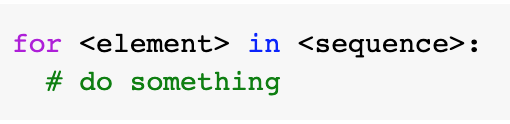 for <element> in <sequence>:
  # do something